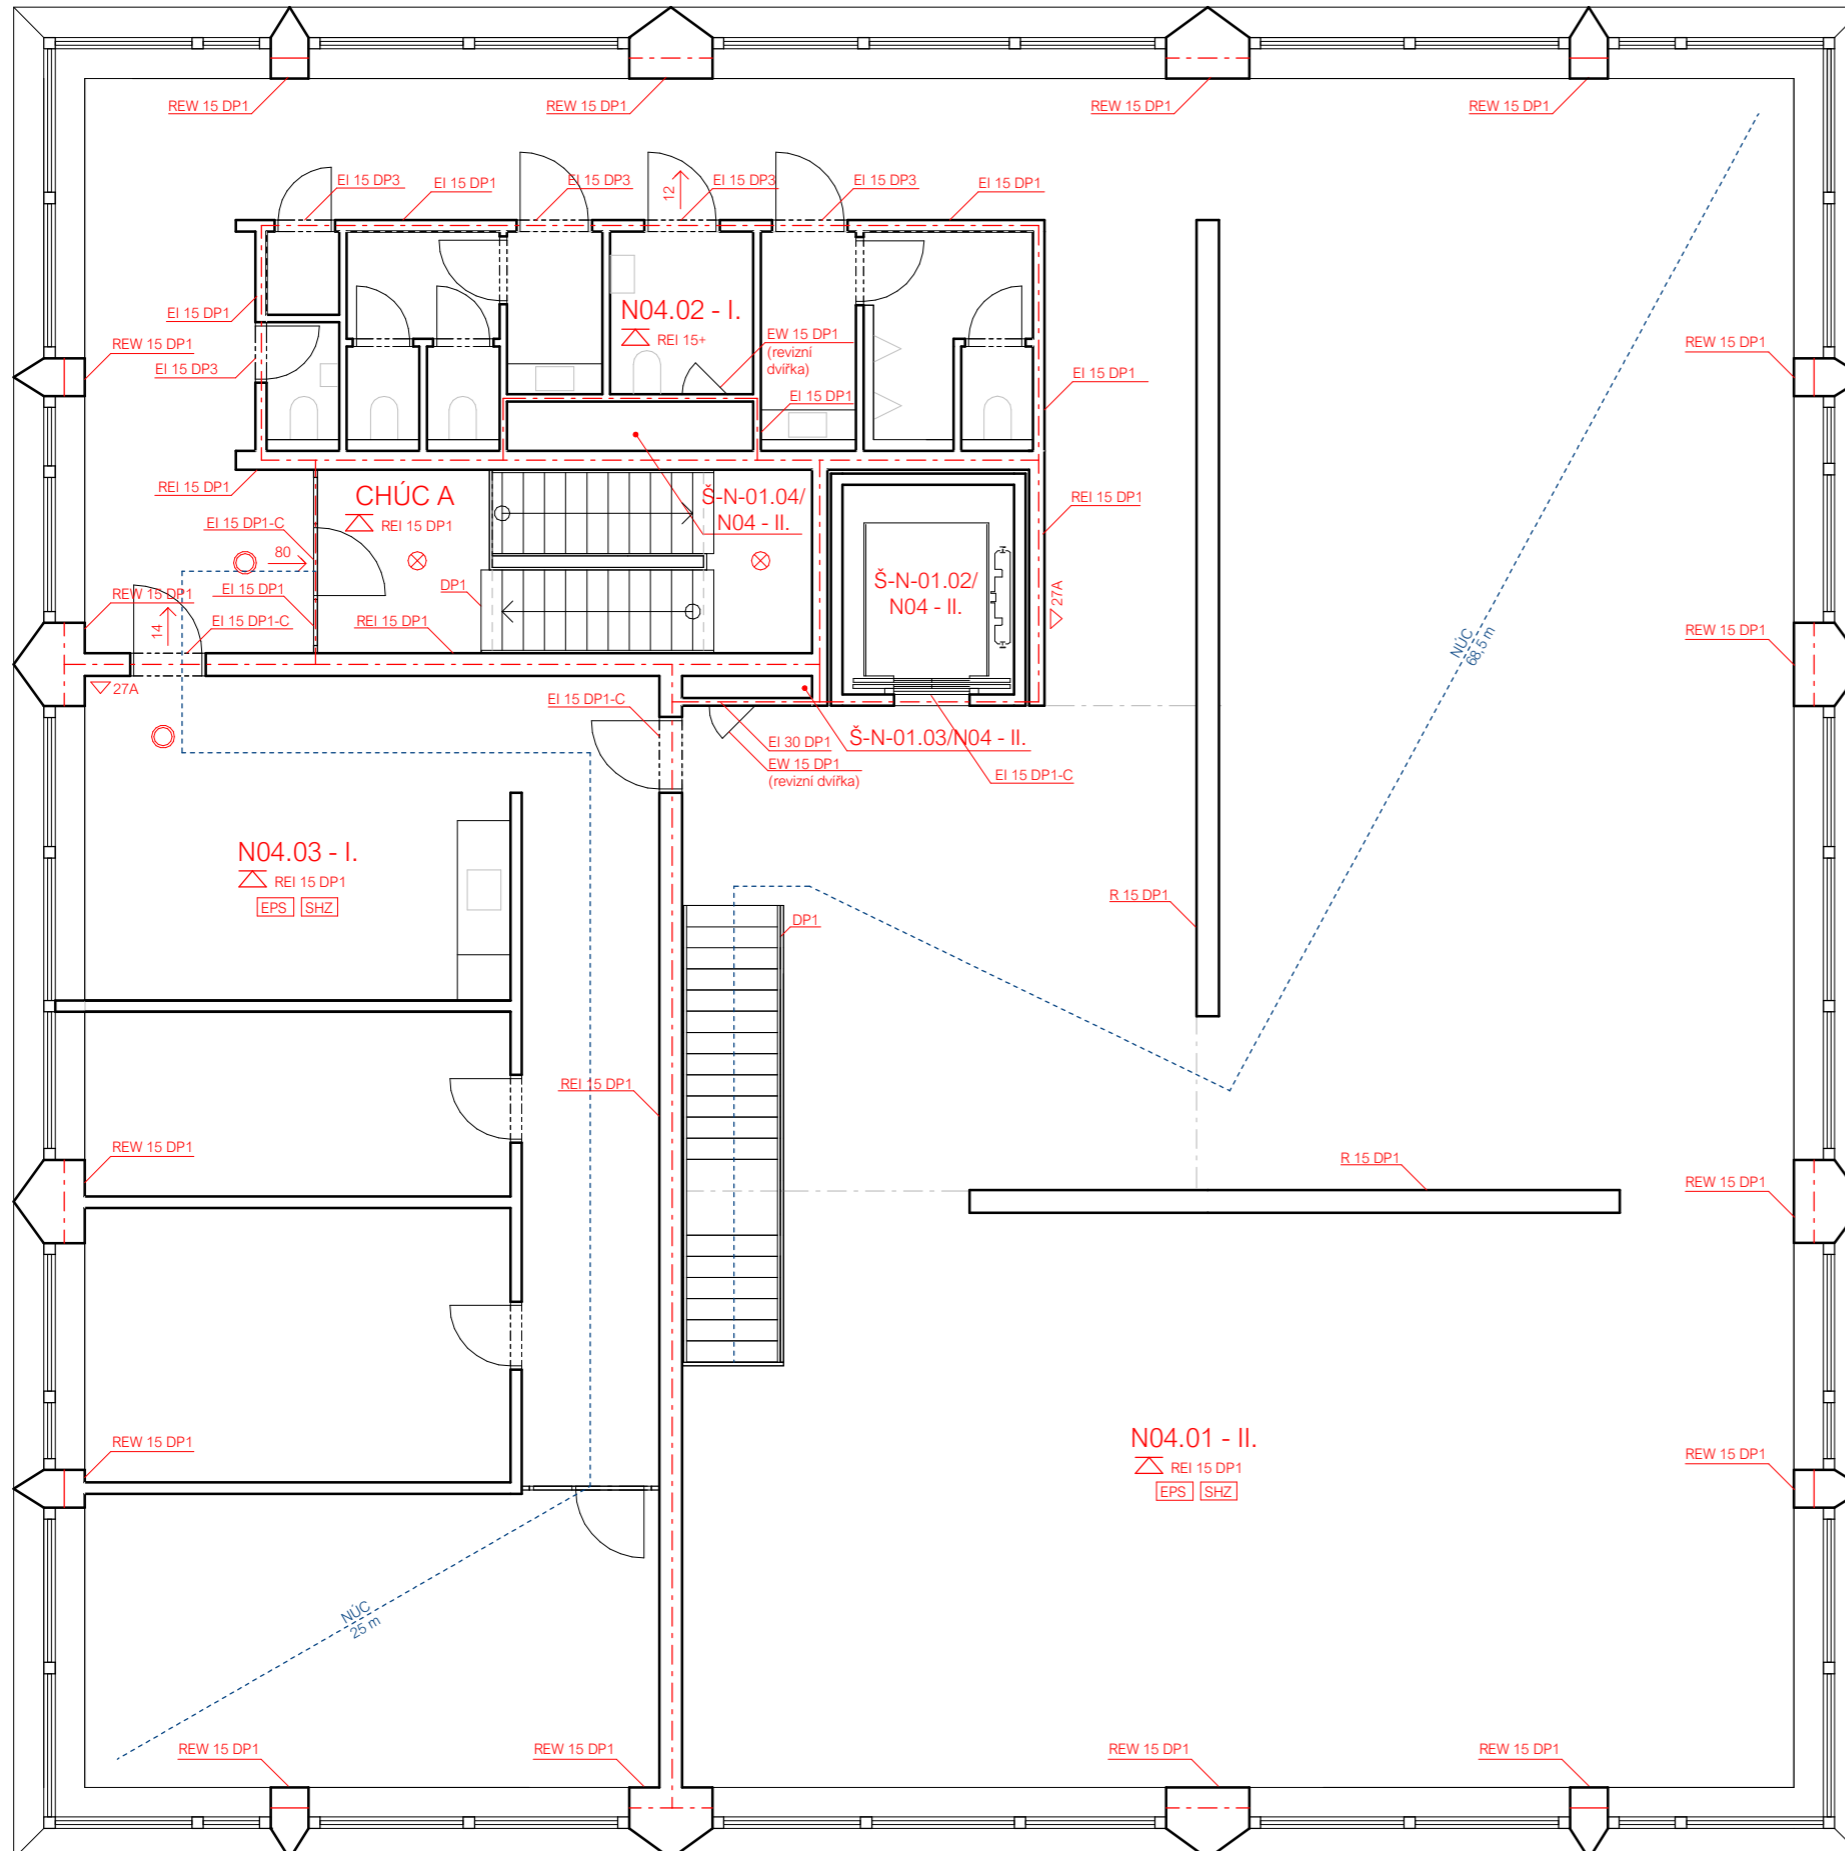 REW 15 DP1
REW 15 DP1
REW 15 DP1
REW 15 DP1
EI 15 DP3
EI 15 DP1
EI 15 DP3
12
EI 15 DP3
EI 15 DP3
EI 15 DP1
EI 15 DP1
N04.02 - I.
REI 15+
EW 15 DP1
(revizní
dvířka)
REW 15 DP1
EI 15 DP3
REW 15 DP1
EI 15 DP1
EI 15 DP1
REI 15 DP1
CHÚC A
REI 15 DP1
Š-N-01.04/
N04 - II.
REI 15 DP1
EI 15 DP1-C
80
DP1
Š-N-01.02/
N04 - II.
27A
EI 15 DP1
REW 15 DP1
14
EI 15 DP1-C
REI 15 DP1
REW 15 DP1
NÚC
68,5 m
27A
EI 15 DP1-C
EI 30 DP1
Š-N-01.03/N04 - II.
EW 15 DP1
(revizní dvířka)
EI 15 DP1-C
N04.03 - I.
REI 15 DP1
EPS SHZ
R 15 DP1
DP1
REI 15 DP1
REW 15 DP1
R 15 DP1
REW 15 DP1
REW 15 DP1
N04.01 - II.
REI 15 DP1
EPS SHZ
REW 15 DP1
NÚC
25 m
REW 15 DP1
REW 15 DP1
REW 15 DP1
REW 15 DP1